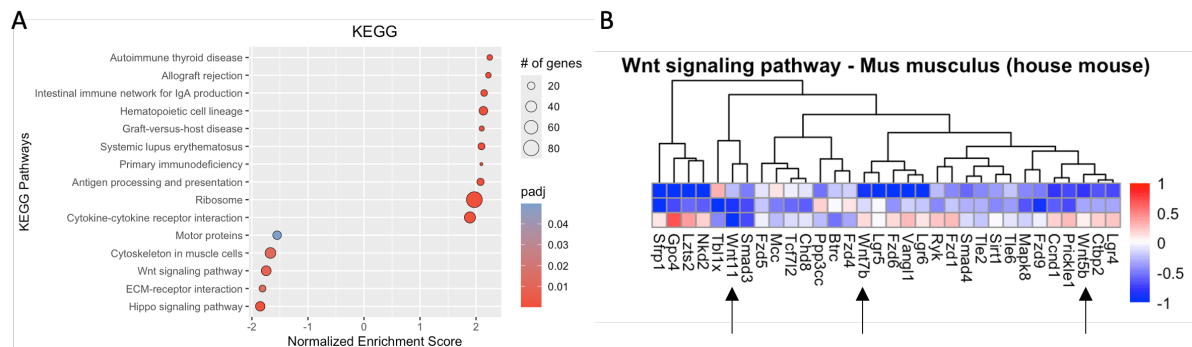 A
KEGG
KEGG Pathways
Autoimmune thyroid disease
Allograft rejection
Intestinal immune network for IgA production
Hematopoietic cell lineage
Graft-versus-host disease
Systemic lupus erythematosus
Primary immunodeficiency
Antigen processing and presentation
Ribosome
Cytokine-cytokine receptor interaction
Motor proteins
Cytoskeleton in muscle cells
Wnt signaling pathway
ECM-receptor interaction
Hippo signaling pathway
-2 -1 0 1 2
Normalized Enrichment Score
# of genes
20
40
60
80
padj
0.04
0.03
0.02
0.01
B
Wnt signaling pathway - Mus musculus (house mouse)
Sfrp1
Gpc4
Lzts2
Nkd2
Tbl1x
Wnt11
Smad3
Fzd5
Mcc
Tcf7l2
Chd8
Ppp3cc
Btrc
Fzd4
Wnt7b
Lgr5
Fzd6
Vangl1
Lgr6
Ryk
Fzd1
Smad4
Tle2
Sirt1
Tle6
Mapk8
Fzd9
Ccnd1
Prickle1
Wnt5b
Ctbp2
Lgr4
1
0.5
0
-0.5
-1